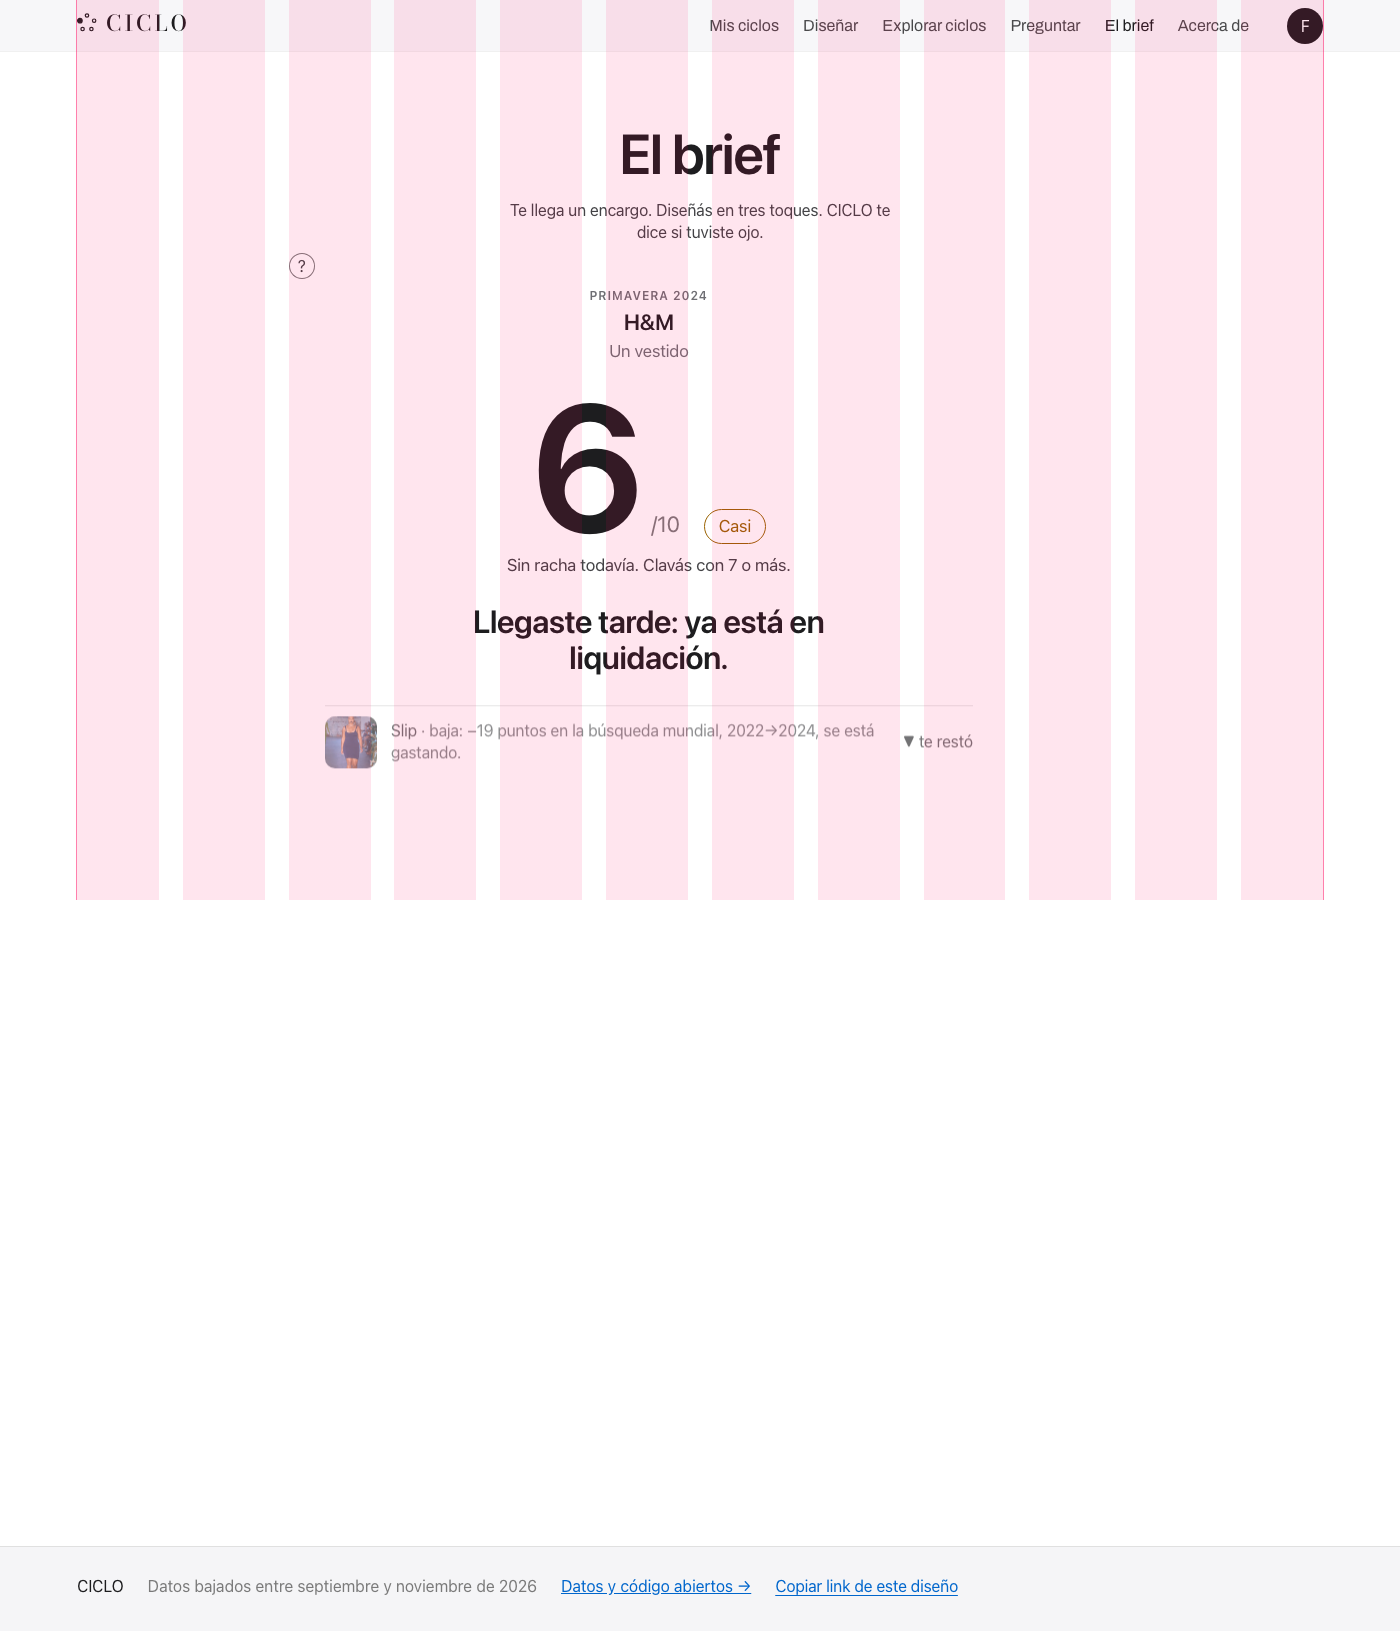 CICLO
Mis ciclos
Diseñar
Explorar ciclos
Preguntar
El brief
Acerca de
F
El brief
Te llega un encargo. Diseñás en tres toques. CICLO te
dice si tuviste ojo.
?
PRIMAVERA 2024
H&M
Un vestido
6
/10
Casi
Sin racha todavía. Clavás con 7 o más.
Llegaste tarde: ya está en
liquidación.
Slip · baja: −19 puntos en la búsqueda mundial, 2022→2024, se está
gastando.
▼ te restó
CICLO
Datos bajados entre septiembre y noviembre de 2026
Datos y código abiertos →
Copiar link de este diseño